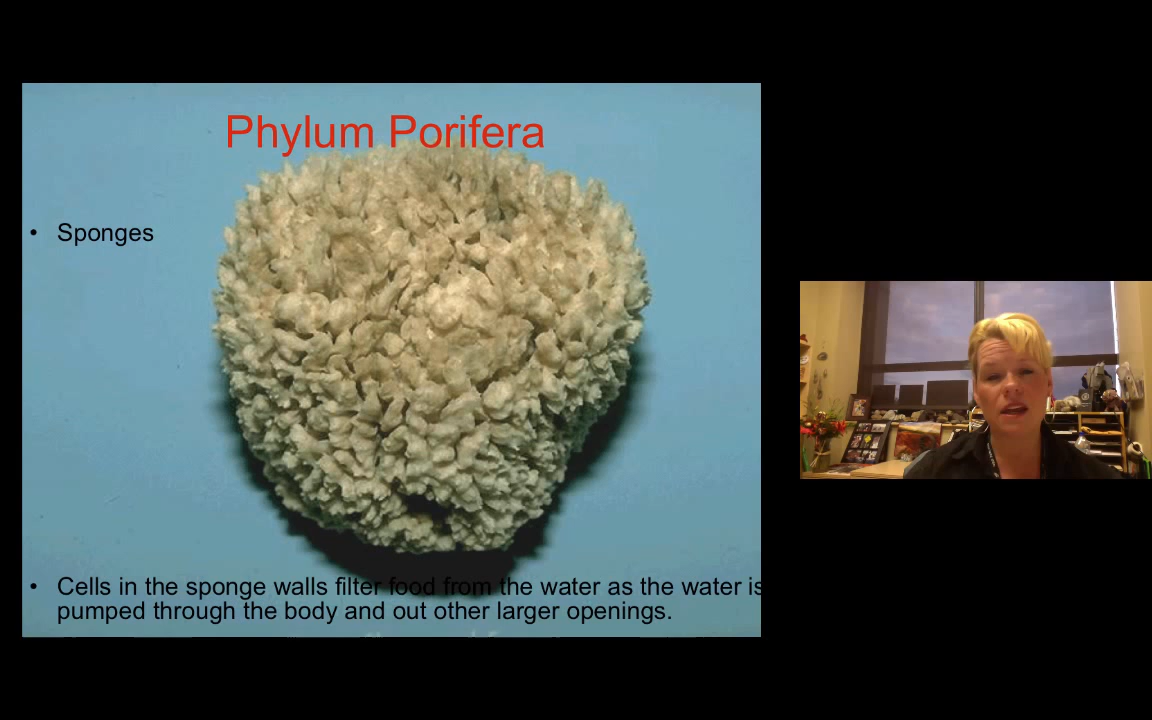 Phylum Porifera
• Sponges
• Cells in the sponge walls filter food from the water as the water is
pumped through the body and out other larger openings.